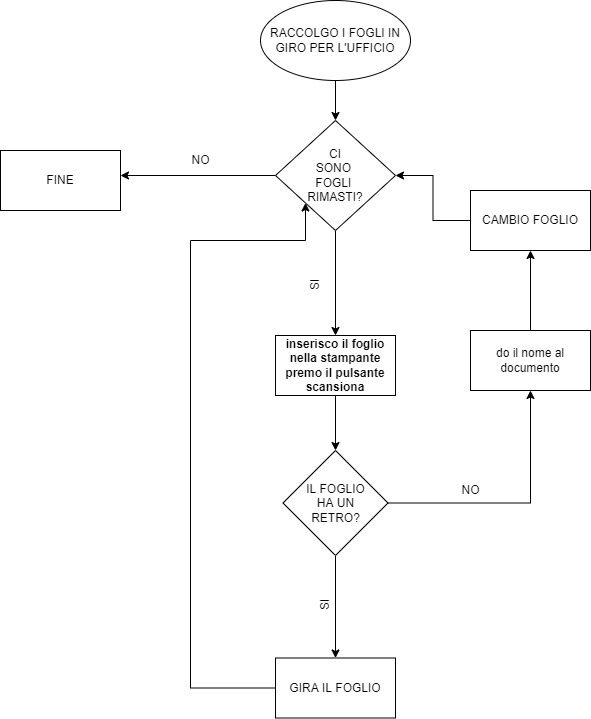 RACCOLGO I FOGLI IN
GIRO PER L'UFFICIO
CI
SONO
FOGLI
RIMASTI?
NO
FINE
CAMBIO FOGLIO
SI
inserisco il foglio
nella stampante
premo il pulsante
scansiona
do il nome al
documento
IL FOGLIO
HA UN
RETRO?
NO
SI
GIRA IL FOGLIO